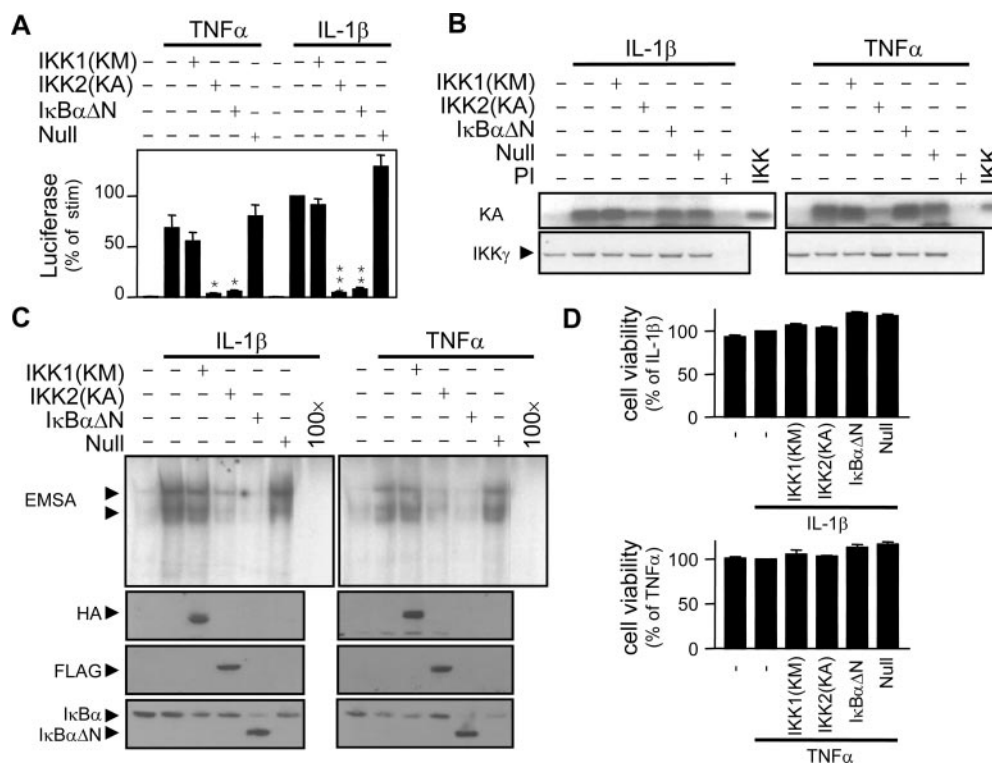 A
TNFα IL-1β
IKK1(KM) – – + – – – – – + – – –
IKK2(KA) – – – + – – – – – + – –
IκBαΔN – – – – + – – – – – + –
Null – – – – – + – – – – – +
Luciferase
(% of stim)
100
50
0
* * *** **
B
IL-1β TNFα
IKK1(KM) – – + – – – – – – + – – – –
IKK2(KA) – – – + – – – – – – + – – –
IκBαΔN – – – – + – – – – – – + – –
Null – – – – – + – – – – – – + –
PI – – – – – – + – – – – – – +
IKK IKK
KA
IKKγ
C
IL-1β TNFα
IKK1(KM) – – + – – – – – + – – –
IKK2(KA) – – – + – – – – – + – –
IκBαΔN – – – – + – – – – – + –
Null – – – – – + – – – – – +
100× 100×
EMSA
HA
FLAG
IκBα
IκBαΔN
D
cell viability
(% of IL-1β)
100
50
0
- - IKK1(KM) IKK2(KA) IκBαΔN Null
IL-1β
cell viability
(% of TNFα)
100
50
0
- - IKK1(KM) IKK2(KA) IκBαΔN Null
TNFα